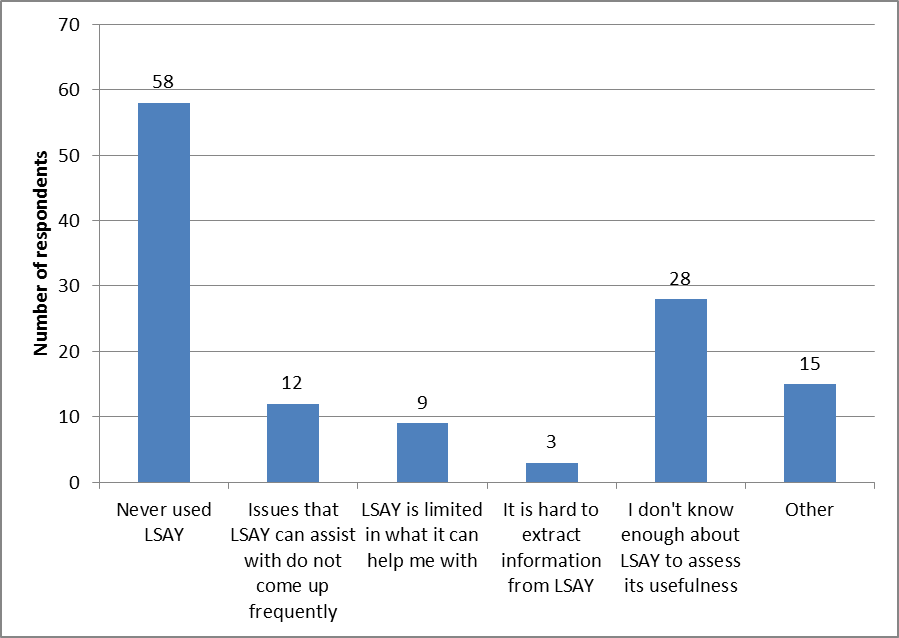 70
60
50
40
30
20
10
0
Number of respondents
58
12
9
3
28
15
Never used
LSAY
Issues that
LSAY can assist
with do not
come up
frequently
LSAY is limited
in what it can
help me with
It is hard to
extract
information
from LSAY
I don't know
enough about
LSAY to assess
its usefulness
Other